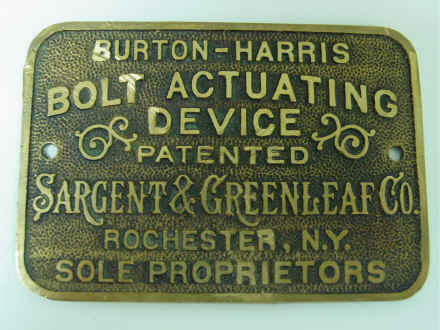 BURTON-HARRIS
BOLT ACTUATING
DEVICE
PATENTED
SARGENT & GREENLEAF CO.
ROCHESTER, N.Y.
SOLE PROPRIETORS